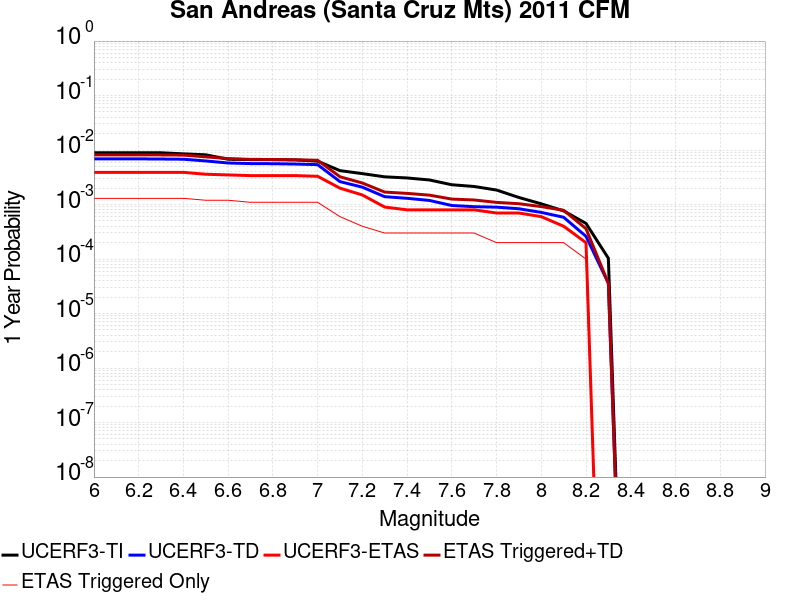 San Andreas (Santa Cruz Mts) 2011 CFM
10 0
10 -1
10 -2
10 -3
10 -4
10 -5
10 -6
10 -7
10 -8
1 Year Probability
6 6.2 6.4 6.6 6.8 7 7.2 7.4 7.6 7.8 8 8.2 8.4 8.6 8.8 9
Magnitude
UCERF3-TI UCERF3-TD UCERF3-ETAS ETAS Triggered+TD
ETAS Triggered Only